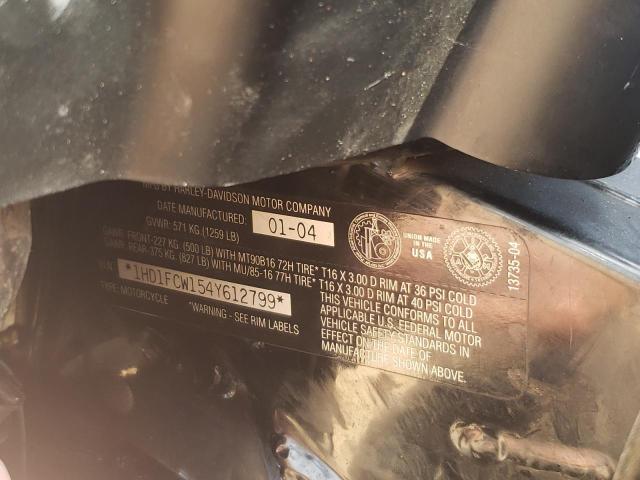 MFD BY HARLEY-DAVIDSON MOTOR COMPANY
DATE MANUFACTURED: 01-04
GVWR: 571 KG (1259 LB)
GAWR: FRONT-227 KG. (500 LB) WITH MT90B16 72H TIRE* T16 X 3.00 D RIM AT 36 PSI COLD
GAWR: REAR-375 KG. (827 LB) WITH MU/85-16 77H TIRE* T16 X 3.00 D RIM AT 40 PSI COLD
V.I.N. *1HD1FCW154Y612799*
TYPE: MOTORCYCLE
*WARNING - SEE RIM LABELS
THIS VEHICLE CONFORMS TO ALL
APPLICABLE U.S. FEDERAL MOTOR
VEHICLE SAFETY STANDARDS IN
EFFECT ON THE DATE OF
MANUFACTURE SHOWN ABOVE.
UNION MADE
USA
13735-04